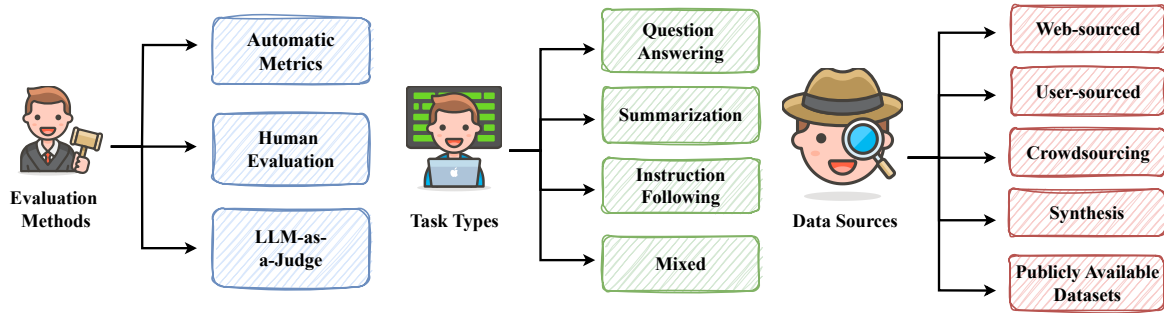 Evaluation
Methods
Automatic
Metrics
Human
Evaluation
LLM-as-
a-Judge
Task Types
Question
Answering
Summarization
Instruction
Following
Mixed
Data Sources
Web-sourced
User-sourced
Crowdsourcing
Synthesis
Publicly Available
Datasets